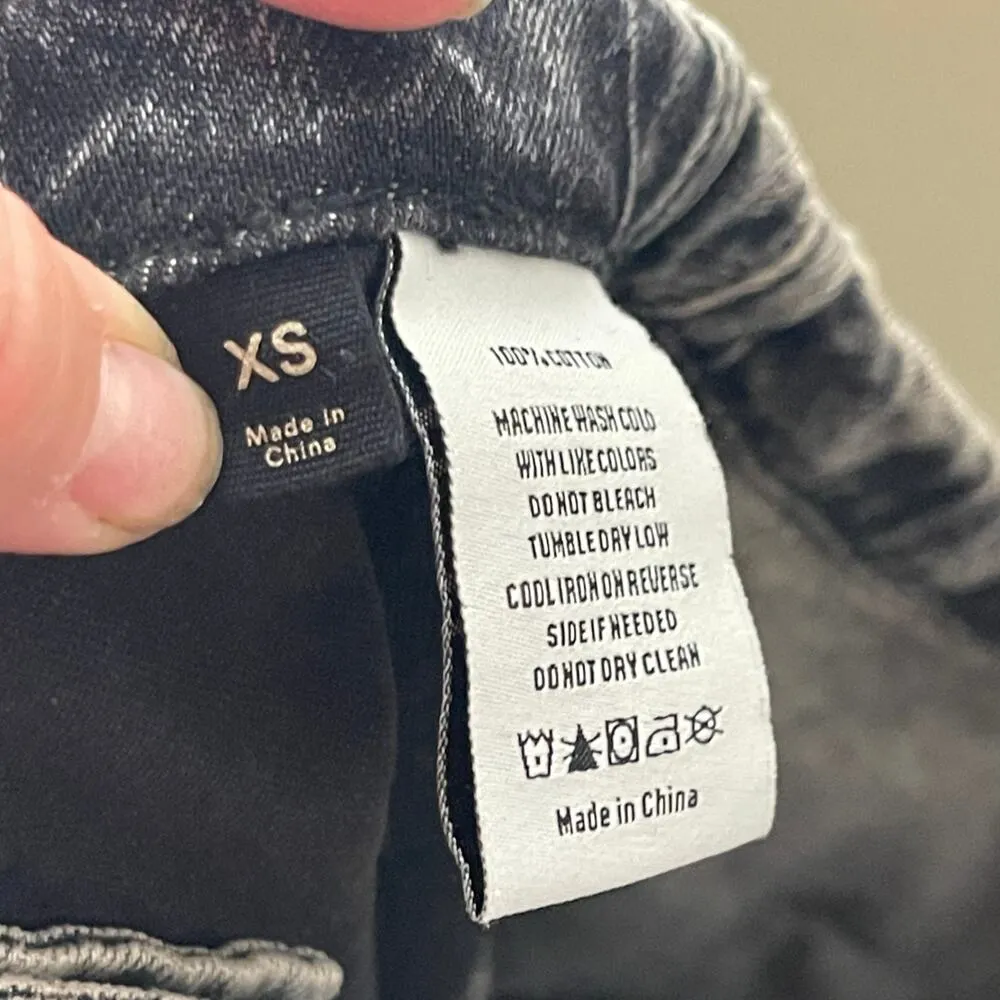 XS
Made in
China
100% COTTON
MACHINE WASH COLD
WITH LIKE COLORS
DO NOT BLEACH
TUMBLE DRY LOW
COOL IRON ON REVERSE
SIDE IF NEEDED
DO NOT DRY CLEAN
Made in China